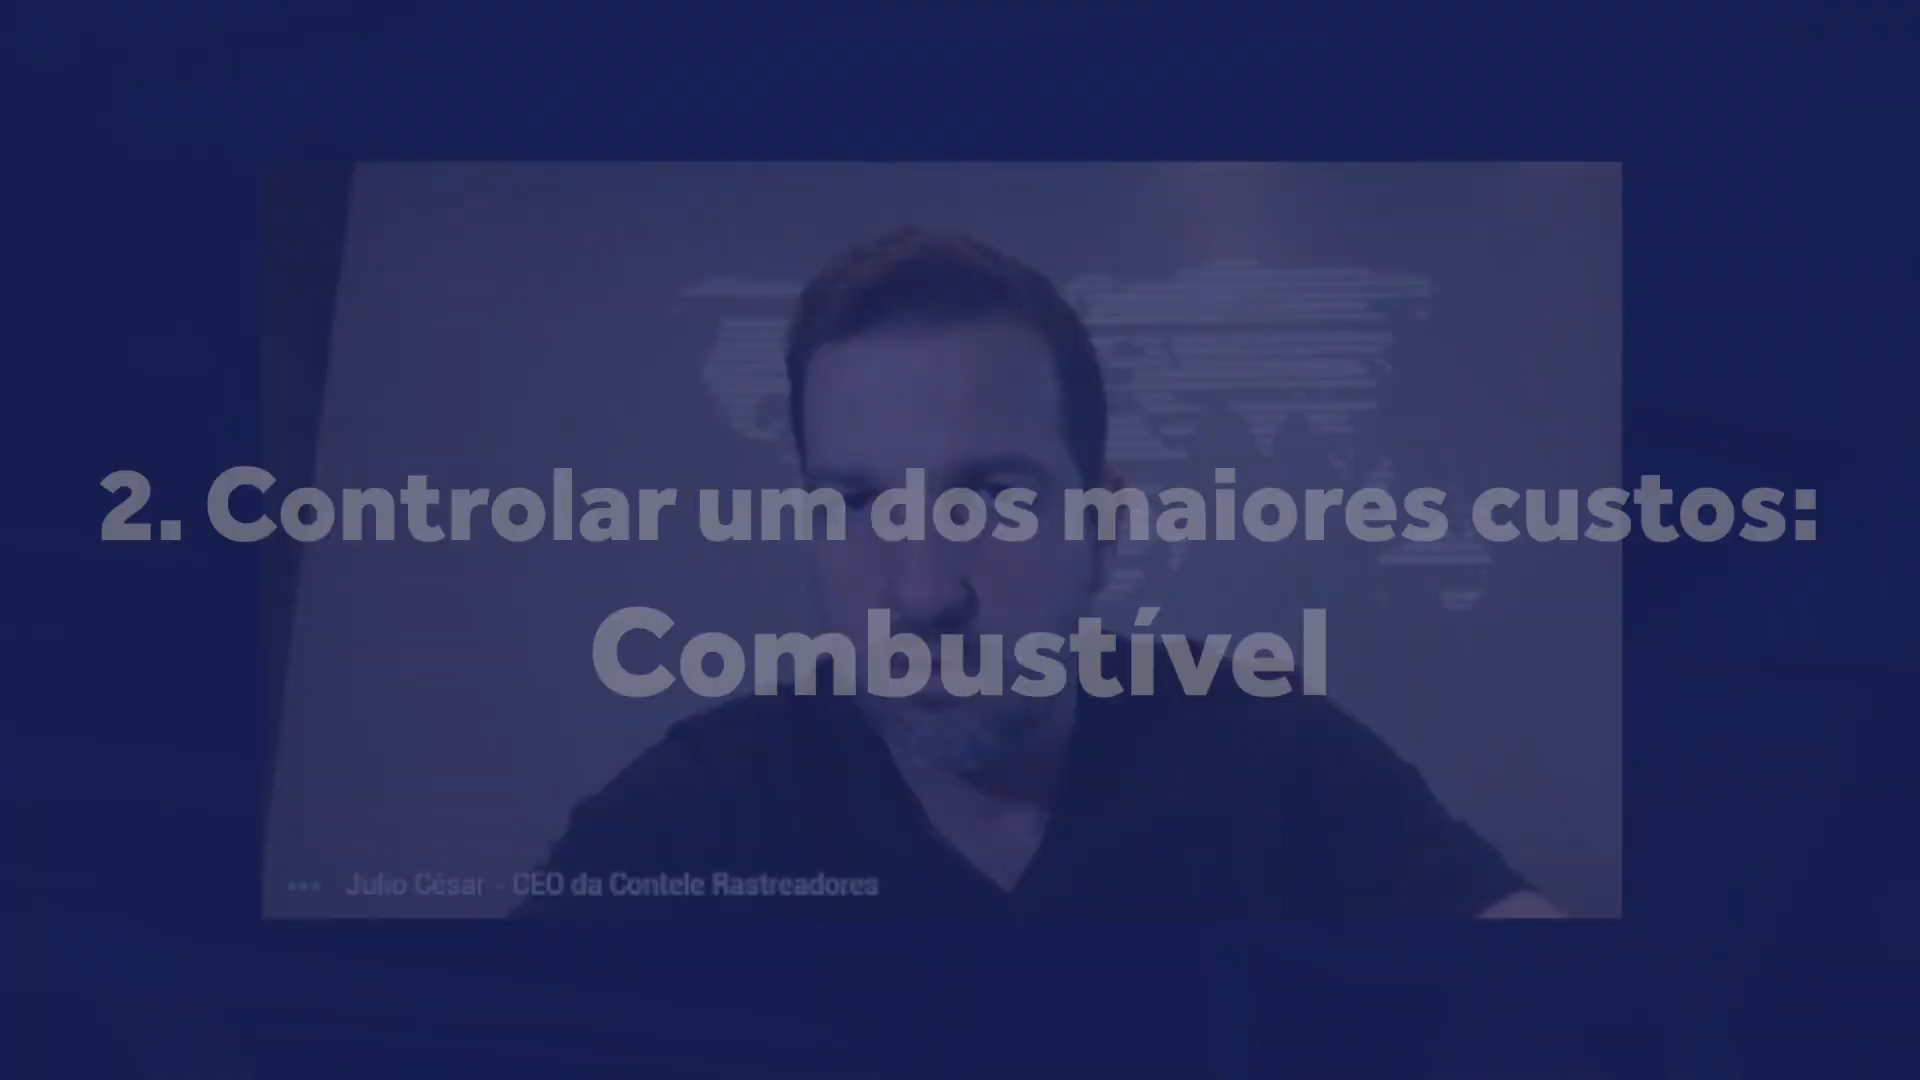 2. Controlar um dos maiores custos:
Combustível
Julio César - CEO da Contele Rastreadores